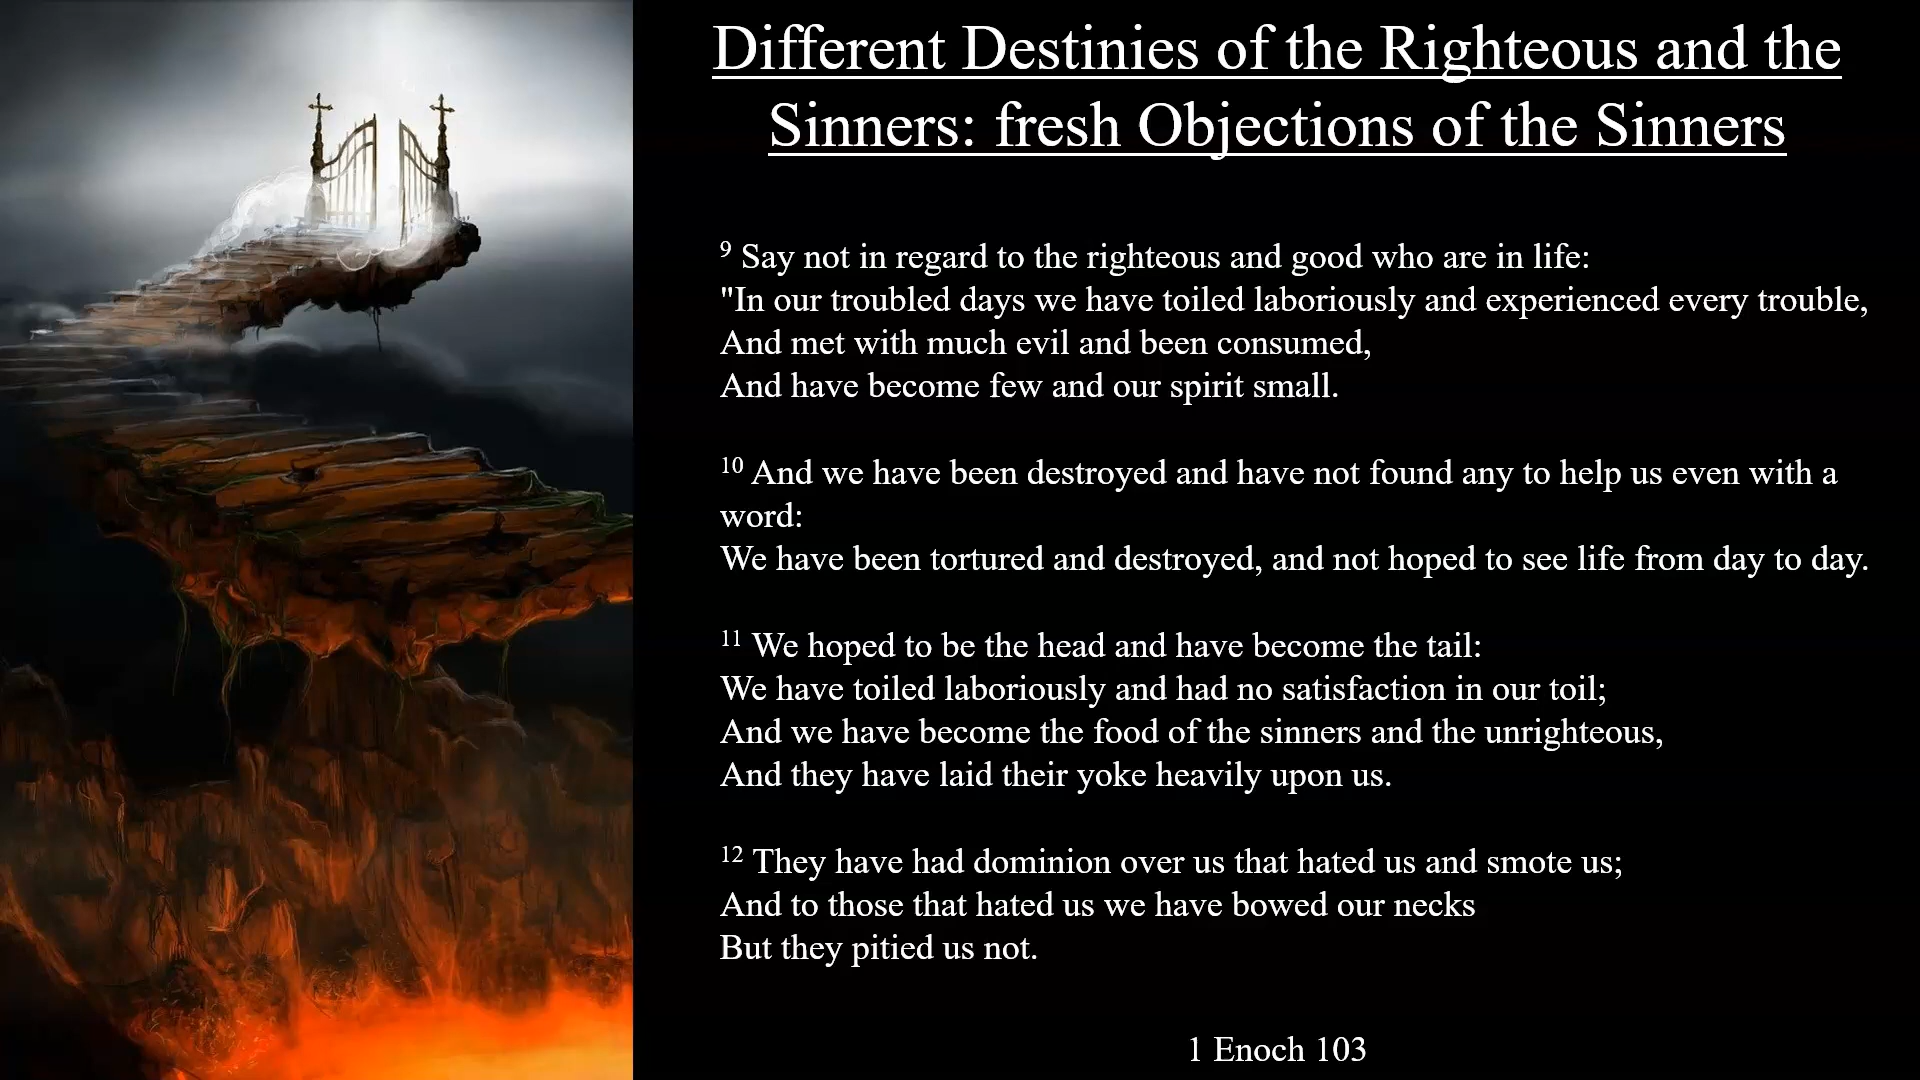 Different Destinies of the Righteous and the
Sinners: fresh Objections of the Sinners
9 Say not in regard to the righteous and good who are in life:
"In our troubled days we have toiled laboriously and experienced every trouble,
And met with much evil and been consumed,
And have become few and our spirit small.
10 And we have been destroyed and have not found any to help us even with a
word:
We have been tortured and destroyed, and not hoped to see life from day to day.
11 We hoped to be the head and have become the tail:
We have toiled laboriously and had no satisfaction in our toil;
And we have become the food of the sinners and the unrighteous,
And they have laid their yoke heavily upon us.
12 They have had dominion over us that hated us and smote us;
And to those that hated us we have bowed our necks
But they pitied us not.
1 Enoch 103